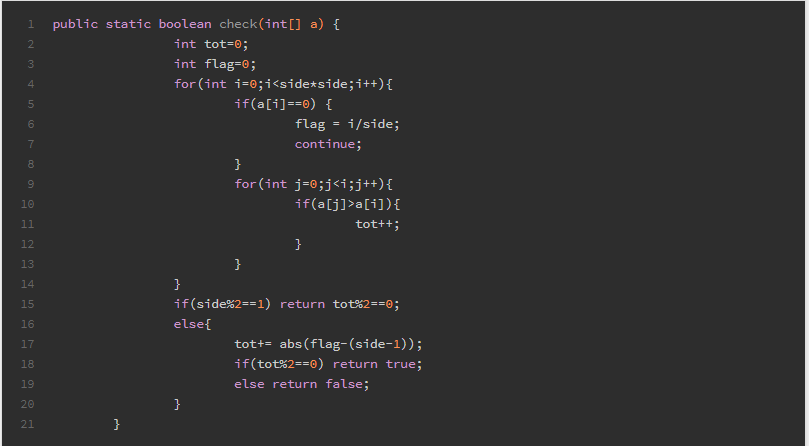 1 public static boolean check(int[] a) {
2 int tot=0;
3 int flag=0;
4 for(int i=0;i<side*side;i++){
5 if(a[i]==0) {
6 flag = i/side;
7 continue;
8 }
9 for(int j=0;j<i;j++){
10 if(a[j]>a[i]){
11 tot++;
12 }
13 }
14 }
15 if(side%2==1) return tot%2==0;
16 else{
17 tot+= abs(flag-(side-1));
18 if(tot%2==0) return true;
19 else return false;
20 }
21 }